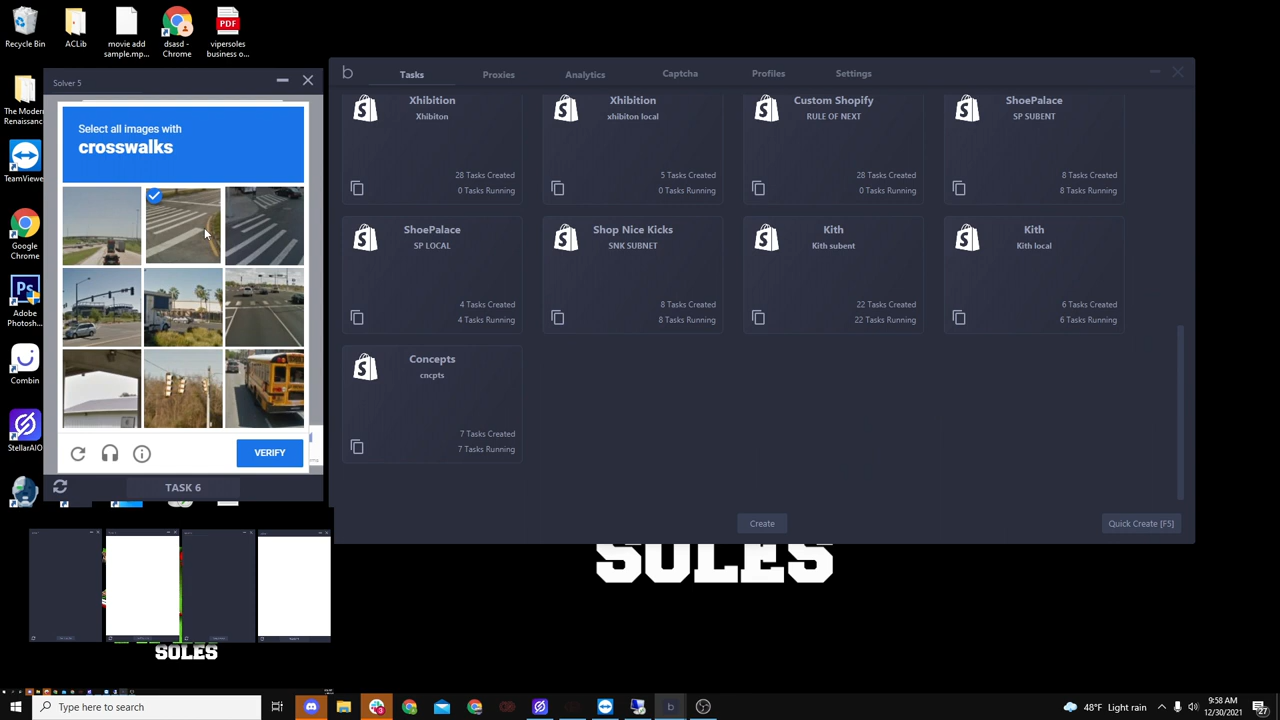 Recycle Bin
ACLib
movie add
sample.mp...
dsasd -
Chrome
PDF
vipersoles
business o...
The Modern
Renaissanc...
TeamViewer
Google
Chrome
Adobe
Photosh...
Combin
StellarAIO
Solver 5
Select all images with
crosswalks
VERIFY
TASK 6
Tasks
Proxies
Analytics
Captcha
Profiles
Settings
Xhibition
Xhibiton
28 Tasks Created
0 Tasks Running
Xhibition
xhibiton local
5 Tasks Created
0 Tasks Running
Custom Shopify
RULE OF NEXT
28 Tasks Created
0 Tasks Running
ShoePalace
SP SUBENT
8 Tasks Created
8 Tasks Running
ShoePalace
SP LOCAL
4 Tasks Created
4 Tasks Running
Shop Nice Kicks
SNK SUBNET
8 Tasks Created
8 Tasks Running
Kith
Kith subent
22 Tasks Created
22 Tasks Running
Kith
Kith local
6 Tasks Created
6 Tasks Running
Concepts
cncpts
7 Tasks Created
7 Tasks Running
Create
Quick Create [F5]
SOLES
SOLES
Type here to search
48°F Light rain
9:58 AM
12/30/2021
27